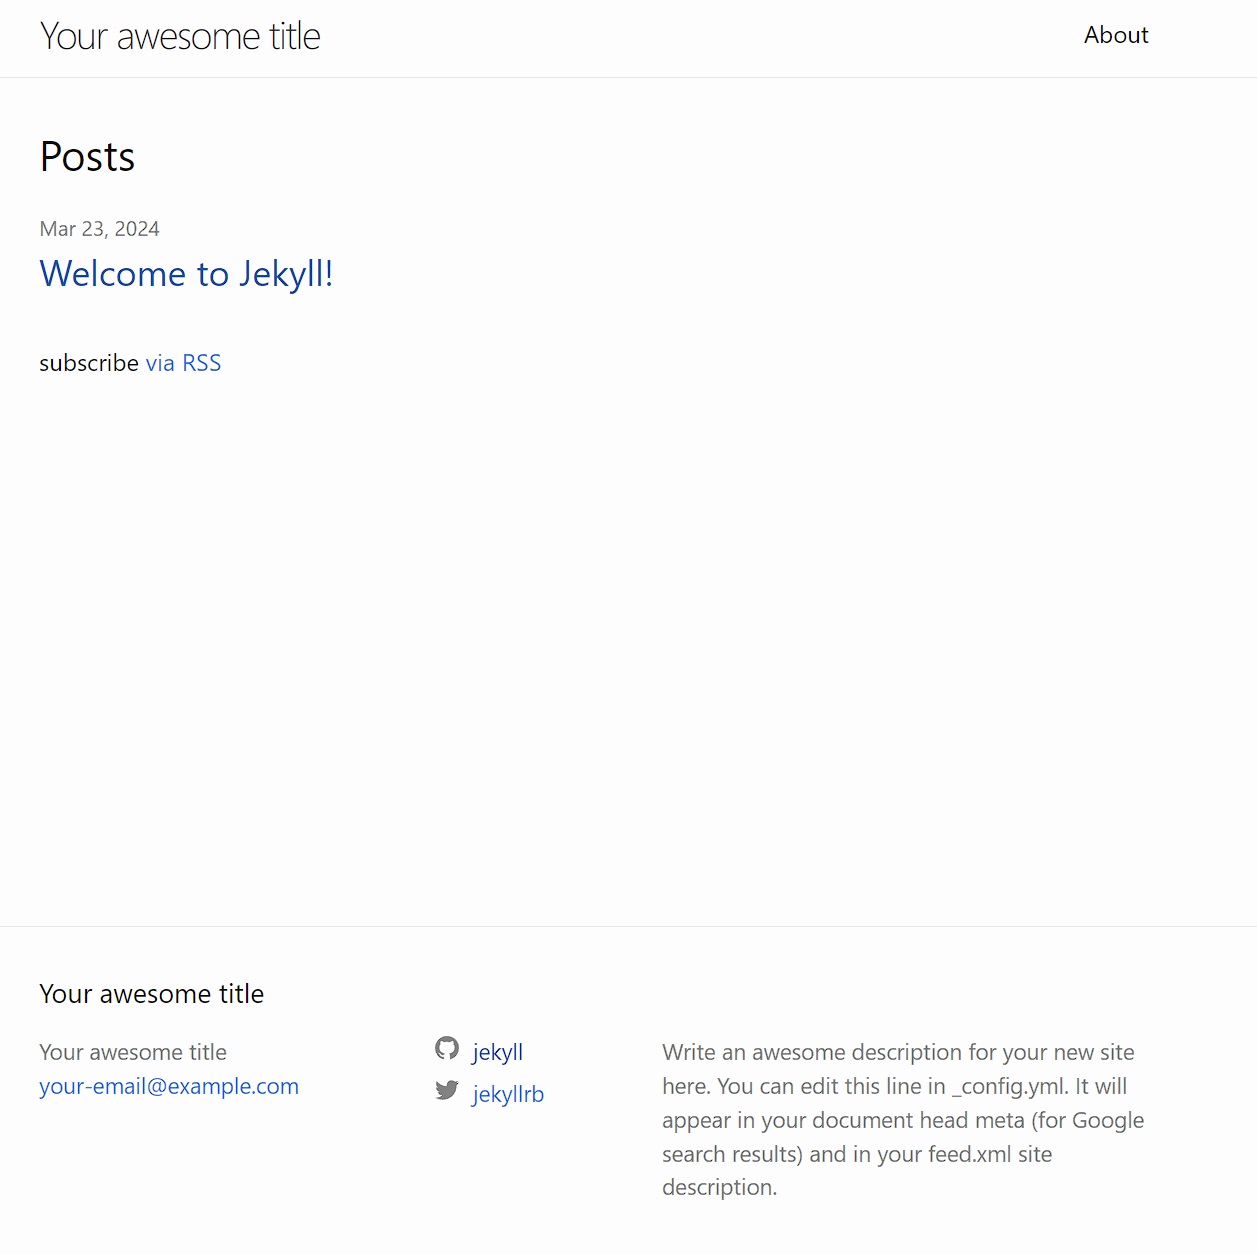 Your awesome title
About
Posts
Mar 23, 2024
Welcome to Jekyll!
subscribe via RSS
Your awesome title
Your awesome title
your-email@example.com
jekyll
jekyllrb
Write an awesome description for your new site
here. You can edit this line in _config.yml. It will
appear in your document head meta (for Google
search results) and in your feed.xml site
description.